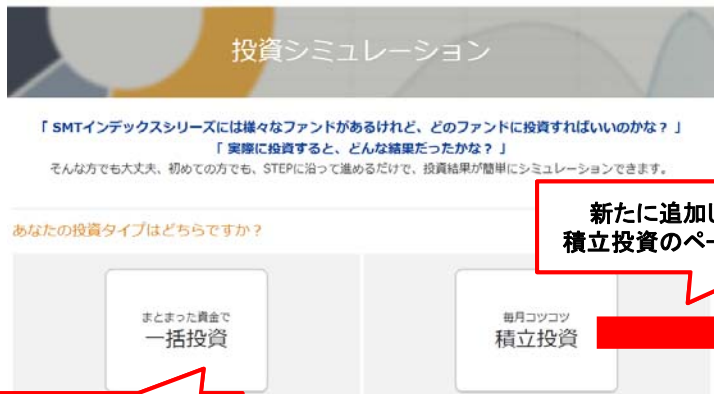 投資シミュレーション
「 SMTインデックスシリーズには様々なファンドがあるけれど、どのファンドに投資すればいいのかな？ 」
「 実際に投資すると、どんな結果だったかな？ 」
そんな方でも大丈夫、初めての方でも、STEPに沿って進めるだけで、投資結果が簡単にシミュレーションできます。
新たに追加し
積立投資のペー
あなたの投資タイプはどちらですか？
まとまった資金で
一括投資
毎月コツコツ
積立投資